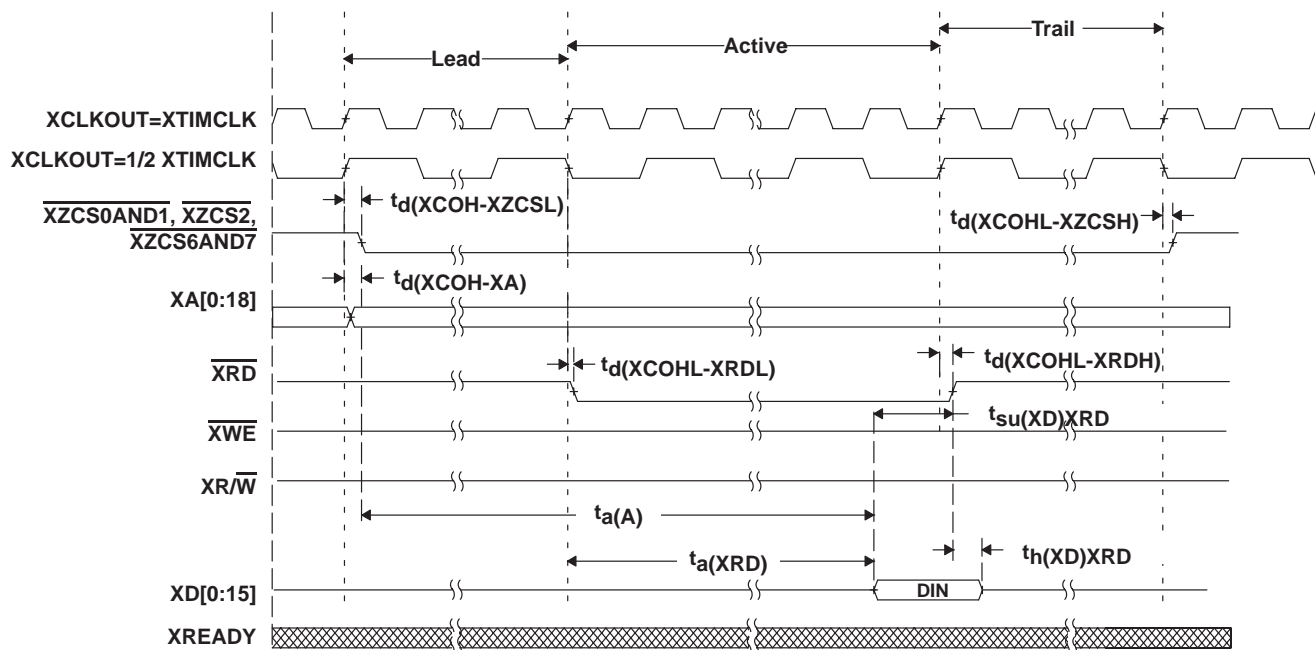 Trail
Lead
Active
XCLKOUT=XTIMCLK
XCLKOUT=1/2 XTIMCLK
td(XCOH-XZCSL)
XZCS0AND1, XZCS2,
XZCS6AND7
td(XCOHL-XZCSH)
td(XCOH-XA)
XA[0:18]
XRD
td(XCOHL-XRDL)
td(XCOHL-XRDH)
tsu(XD)XRD
XWE
XR/W
ta(A)
ta(XRD)
th(XD)XRD
XD[0:15]
DIN
XREADY